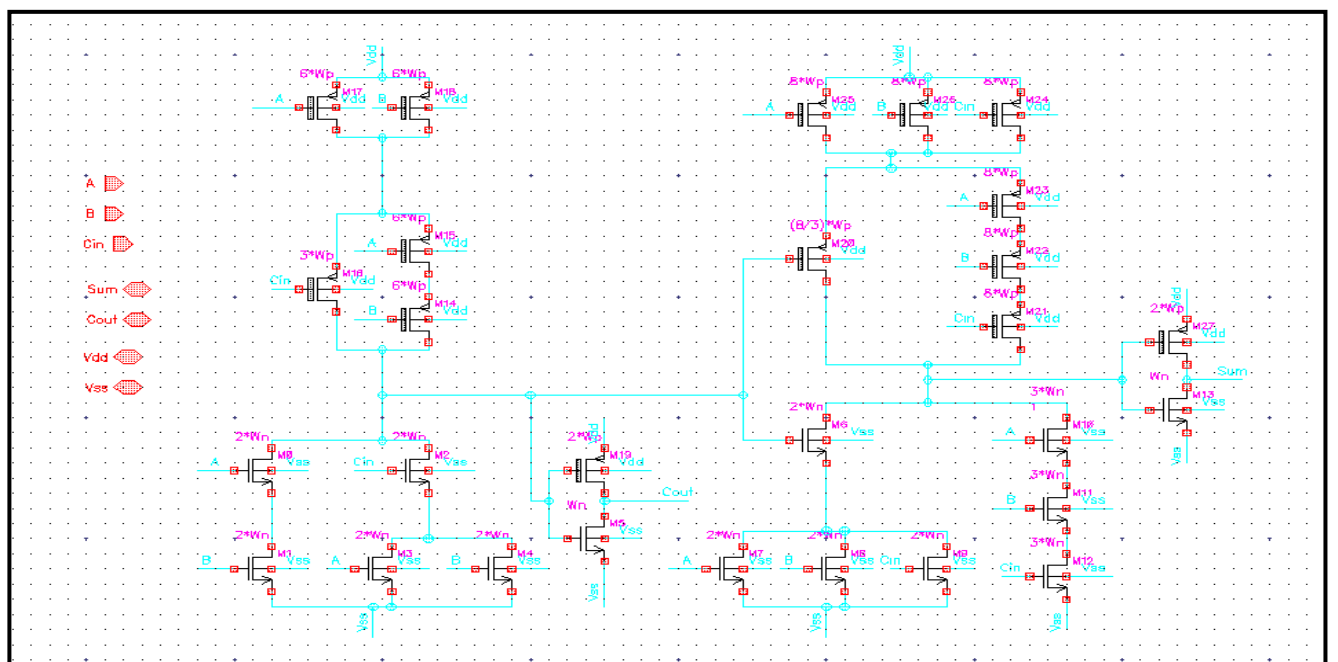 Vdd
Vdd
6*Wp
6*Wp
8*Wp
8*Wp
8*Wp
A
M17
Vdd
B
Vdd
A
M25
Vdd
B
Vdd
Cin
M24
Vdd
A
B
Cin
Sum
Cout
Vdd
Vss
6*Wp
A
M15
Vdd
3*Wp
Cin
Vdd
6*Wp
B
M14
Vdd
8*Wp
A
M23
Vdd
(8/3)*Wp
M20
Vdd
8*Wp
B
M22
Vdd
8*Wp
Cin
M21
Vdd
Vdd
2*Wp
M27
Vdd
Wn
Sum
M13
Vss
Vss
2*Wn
A
M0
Vss
2*Wn
Cin
M2
Vss
Vdd
2*Wp
M19
Vdd
Cout
Wn
M5
Vss
Vss
2*Wn
M6
Vss
3*Wn
A
M10
Vss
3*Wn
B
M11
Vss
3*Wn
Cin
M12
Vss
Vss
2*Wn
B
M1
Vss
2*Wn
A
M3
Vss
2*Wn
B
M4
Vss
Vss
2*Wn
A
M7
Vss
2*Wn
B
M8
Vss
2*Wn
Cin
M9
Vss
Vss